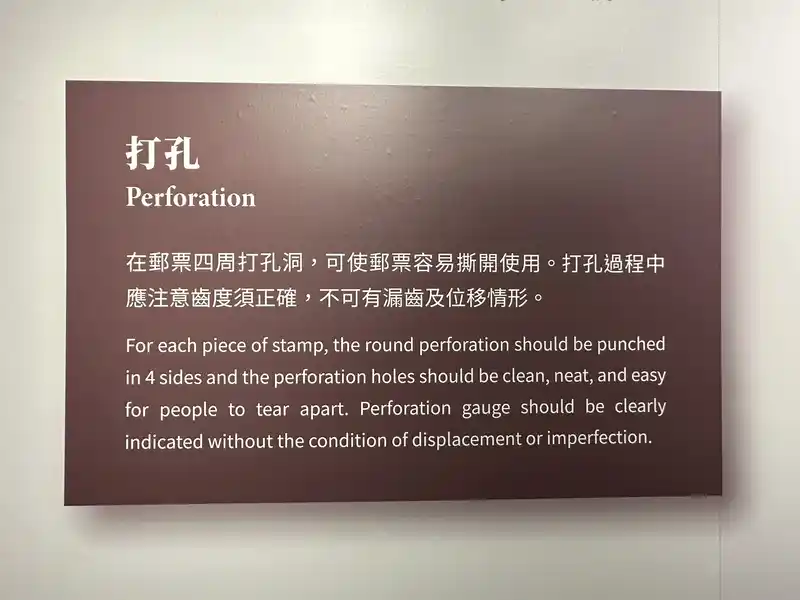 打孔
Perforation
在郵票四周打孔洞，可使郵票容易撕開使用。打孔過程中
應注意齒度須正確，不可有漏齒及位移情形。
For each piece of stamp, the round perforation should be punched
in 4 sides and the perforation holes should be clean, neat, and easy
for people to tear apart. Perforation gauge should be clearly
indicated without the condition of displacement or imperfection.